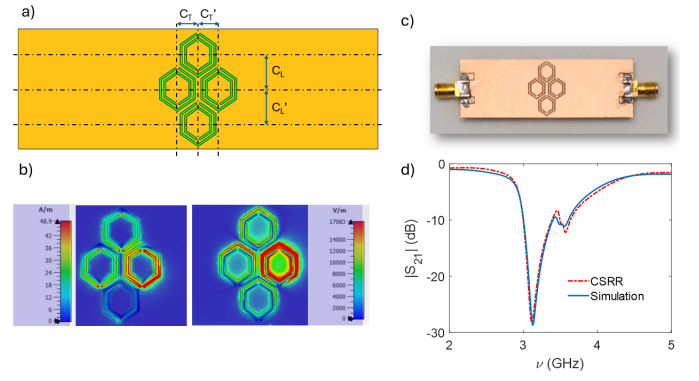 a)
C_T C_T'
C_L
C_L'
b)
A/m
48.9
42
36
30
24
18
12
6
0
V/m
17083
14000
12000
10000
8000
6000
4000
2000
0
c)
d)
0
-10
-20
-30
|S_21| (dB)
CSRR
Simulation
2 3 4 5
ν (GHz)